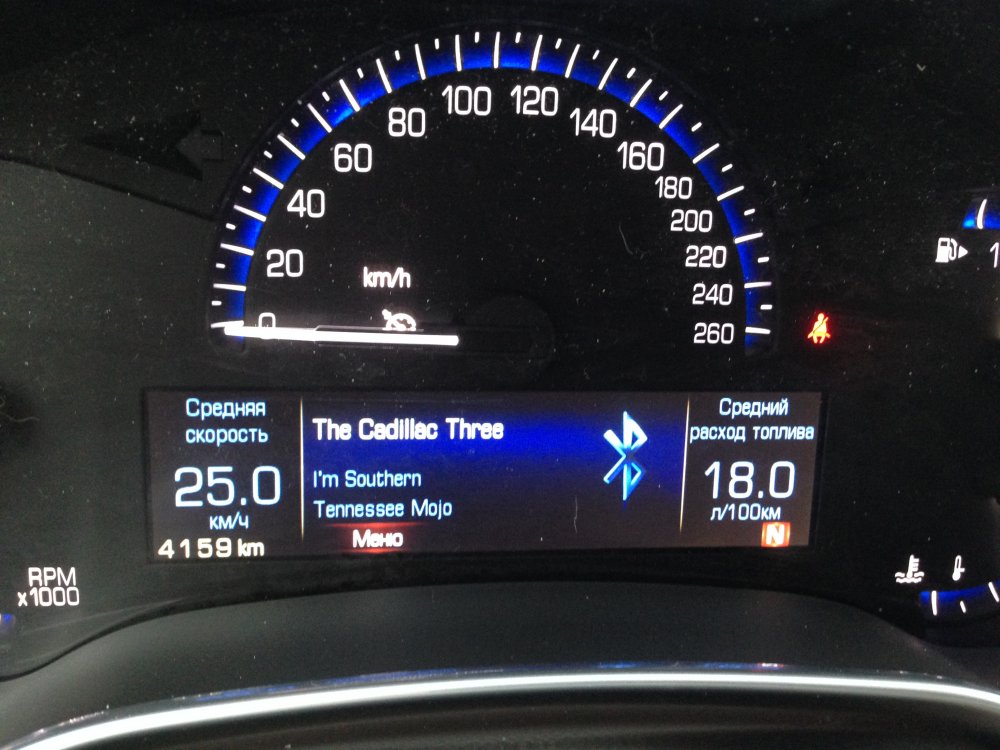 0
20
40
60
80
100
120
140
160
180
200
220
240
260
km/h
Средняя
скорость
25.0
км/ч
4159 km
The Cadillac Three
I'm Southern
Tennessee Mojo
Меню
Средний
расход топлива
18.0
л/100км
N
RPM
x1000
1